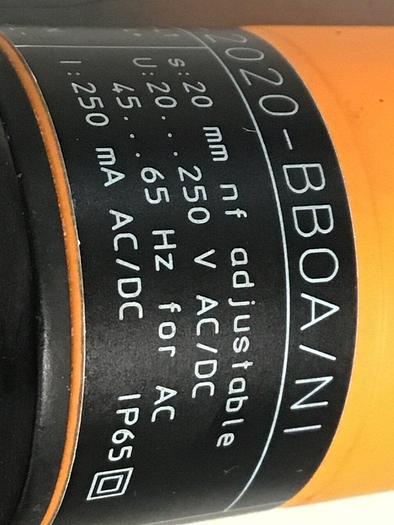 2020-BBOA/NI
S:20 mm nf adjustable
U:20...250 V AC/DC
45...65 Hz for AC
I:250 mA AC/DC IP65